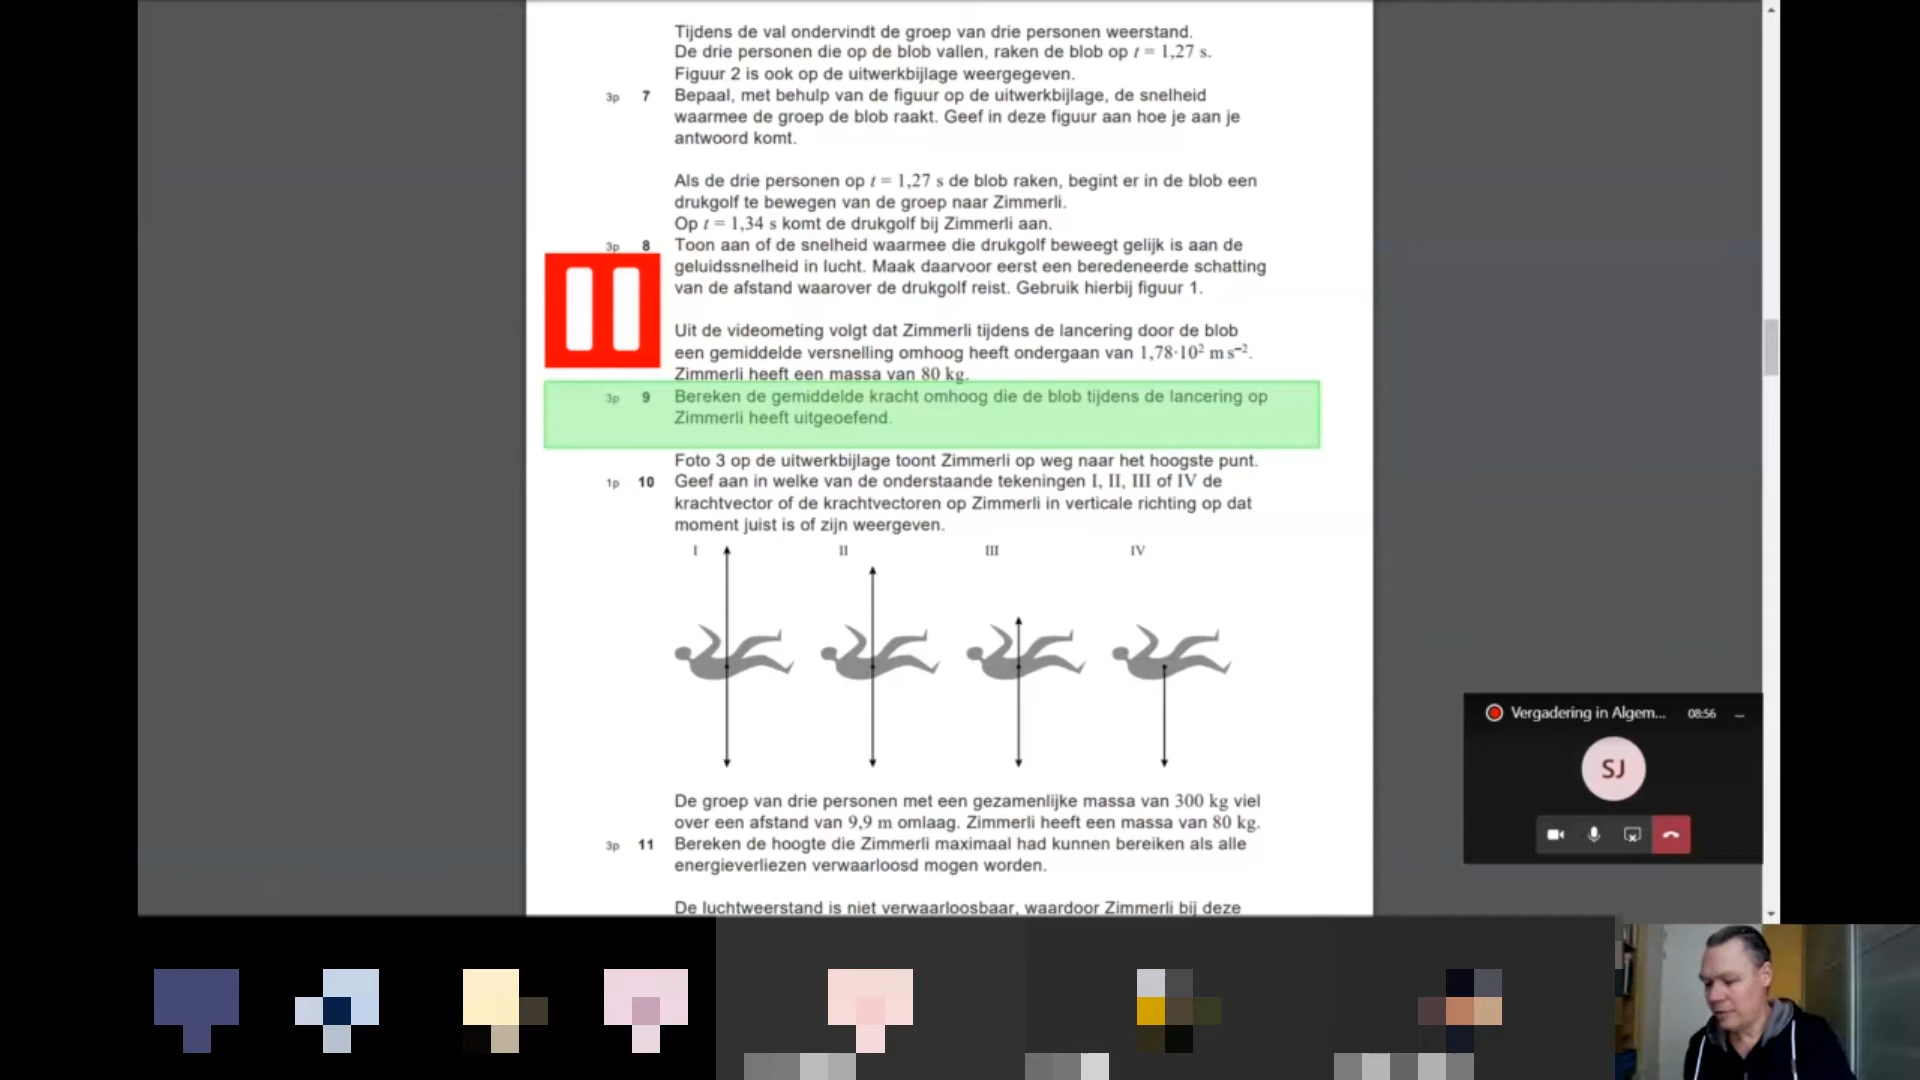 Tijdens de val ondervindt de groep van drie personen weerstand.
De drie personen die op de blob vallen, raken de blob op t = 1,27 s.
Figuur 2 is ook op de uitwerkbijlage weergegeven.
3p 7 Bepaal, met behulp van de figuur op de uitwerkbijlage, de snelheid
waarmee de groep de blob raakt. Geef in deze figuur aan hoe je aan je
antwoord komt.
Als de drie personen op t = 1,27 s de blob raken, begint er in de blob een
drukgolf te bewegen van de groep naar Zimmerli.
Op t = 1,34 s komt de drukgolf bij Zimmerli aan.
3p 8 Toon aan of de snelheid waarmee die drukgolf beweegt gelijk is aan de
geluidssnelheid in lucht. Maak daarvoor eerst een beredeneerde schatting
van de afstand waarover de drukgolf reist. Gebruik hierbij figuur 1.
Uit de videometing volgt dat Zimmerli tijdens de lancering door de blob
een gemiddelde versnelling omhoog heeft ondergaan van 1,78·10² m s⁻².
Zimmerli heeft een massa van 80 kg.
3p 9 Bereken de gemiddelde kracht omhoog die de blob tijdens de lancering op
Zimmerli heeft uitgeoefend.
Foto 3 op de uitwerkbijlage toont Zimmerli op weg naar het hoogste punt.
1p 10 Geef aan in welke van de onderstaande tekeningen I, II, III of IV de
krachtvector of de krachtvectoren op Zimmerli in verticale richting op dat
moment juist is of zijn weergeven.
I II III IV
De groep van drie personen met een gezamenlijke massa van 300 kg viel
over een afstand van 9,9 m omlaag. Zimmerli heeft een massa van 80 kg.
3p 11 Bereken de hoogte die Zimmerli maximaal had kunnen bereiken als alle
energieverliezen verwaarloosd mogen worden.
De luchtweerstand is niet verwaarloosbaar, waardoor Zimmerli bij deze
Vergadering in Algem... 08:56
SJ